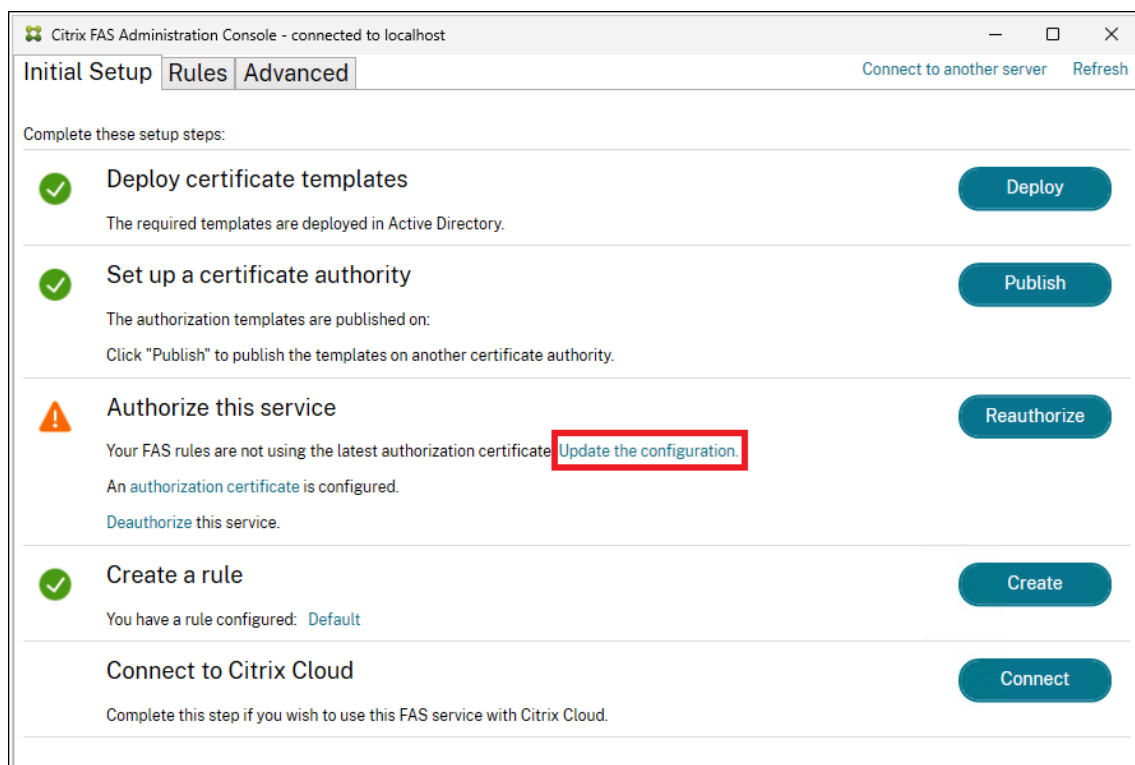 Citrix FAS Administration Console - connected to localhost
Initial Setup Rules Advanced Connect to another server Refresh
Complete these setup steps:
Deploy certificate templates Deploy
The required templates are deployed in Active Directory.
Set up a certificate authority Publish
The authorization templates are published on:
Click "Publish" to publish the templates on another certificate authority.
Authorize this service Reauthorize
Your FAS rules are not using the latest authorization certificate Update the configuration.
An authorization certificate is configured.
Deauthorize this service.
Create a rule Create
You have a rule configured: Default
Connect to Citrix Cloud Connect
Complete this step if you wish to use this FAS service with Citrix Cloud.